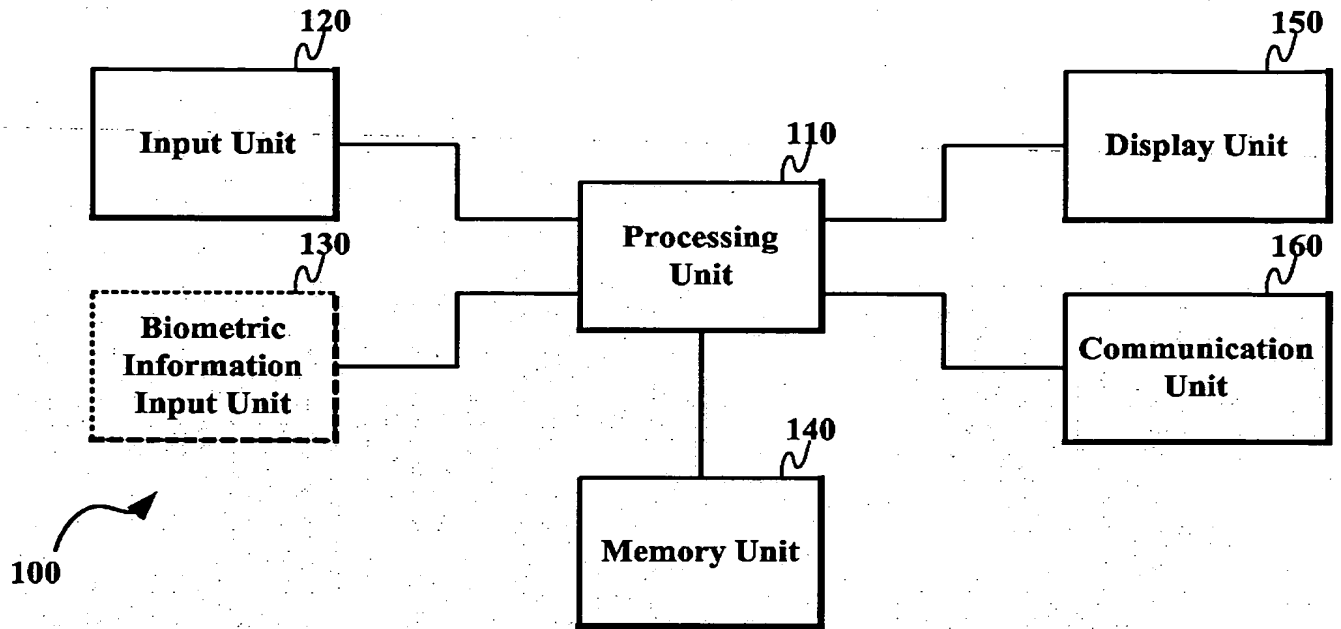 120
150
Input Unit
110
Display Unit
Processing
Unit
130
160
Biometric
Information
Input Unit
Communication
Unit
140
Memory Unit
100